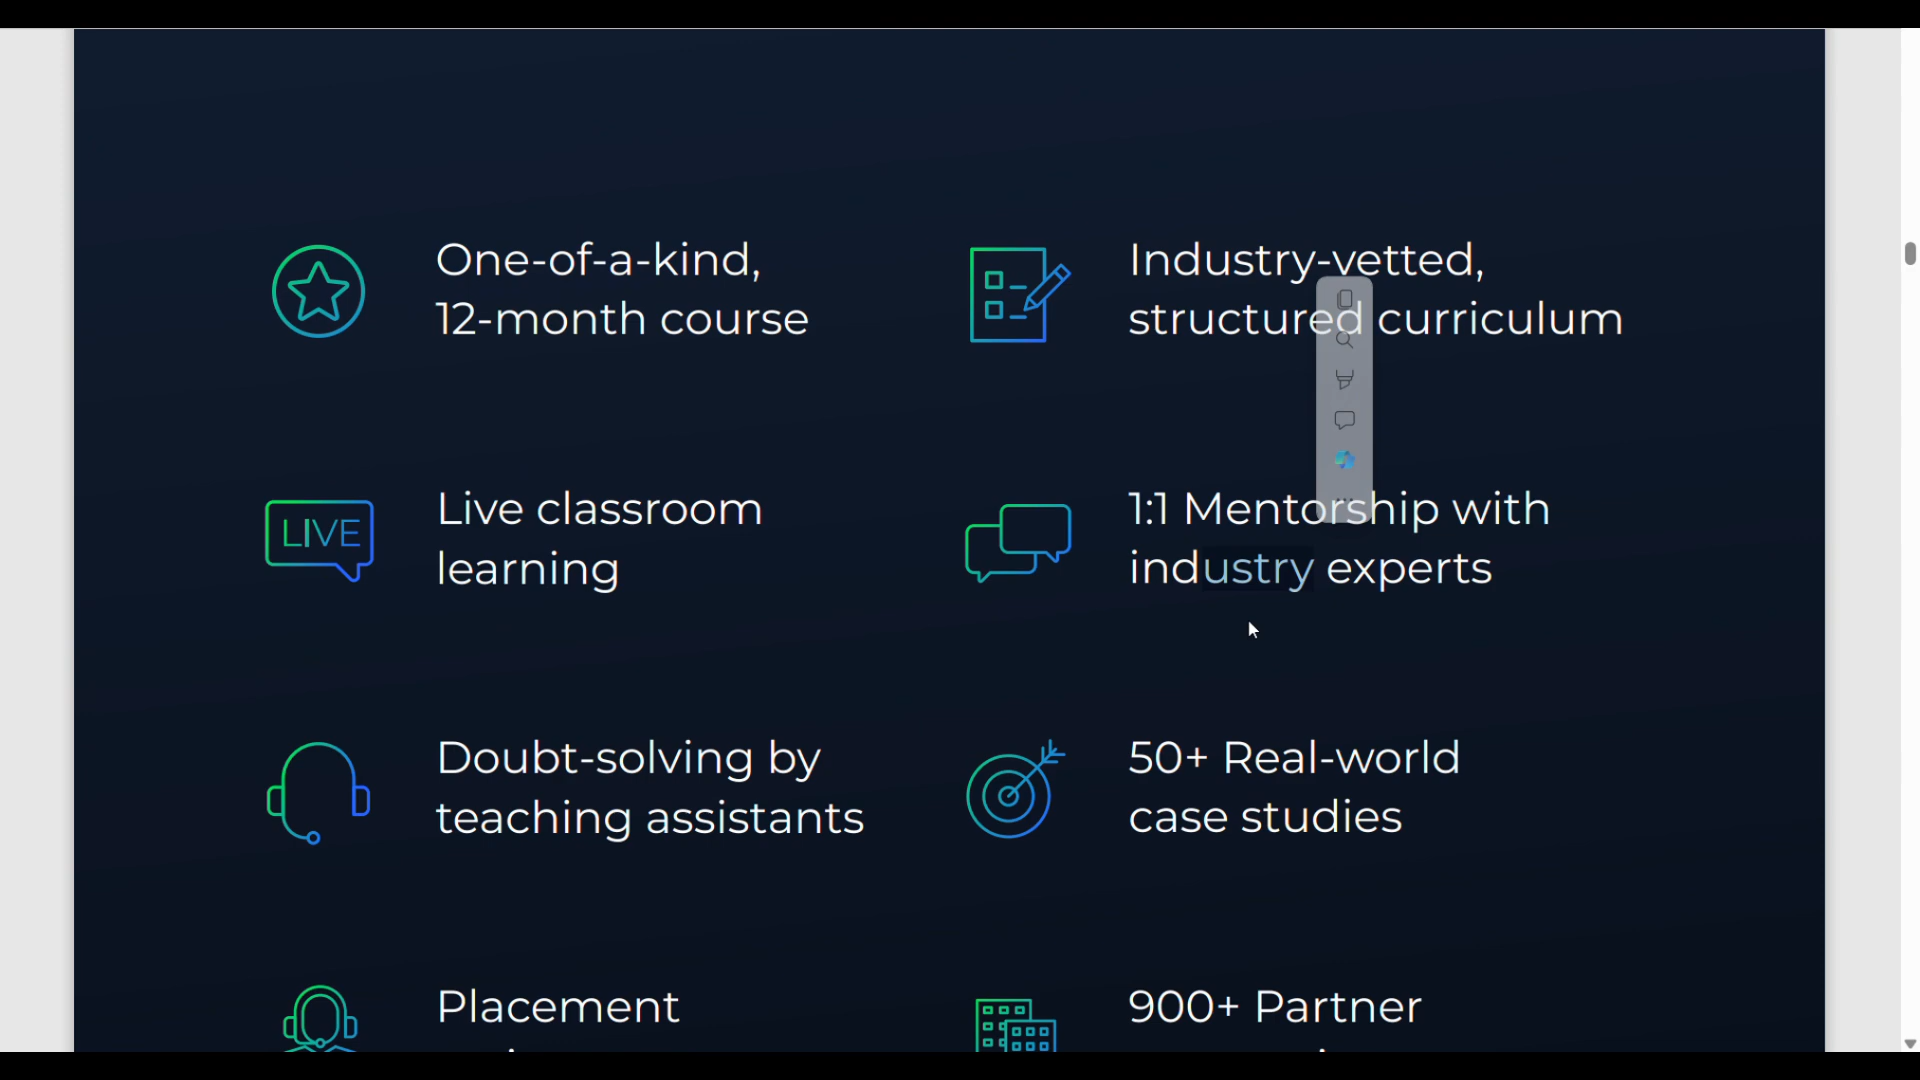 One-of-a-kind,
12-month course
Industry-vetted,
structured curriculum
LIVE
Live classroom
learning
1:1 Mentorship with
industry experts
Doubt-solving by
teaching assistants
50+ Real-world
case studies
Placement
900+ Partner